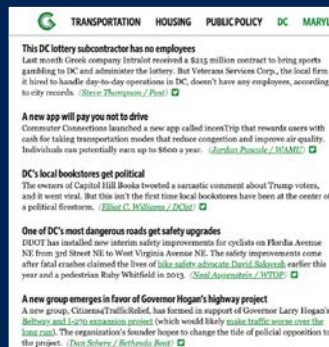 G TRANSPORTATION HOUSING PUBLIC POLICY DC MARYL
This DC lottery subcontractor has no employees
Last month Greek company Intralot received a $215 million contract to bring sports
gambling to DC and administer the lottery. But Veterans Services Corp., the local firm
it hired to handle day-to-day operations in DC, doesn't have any employees, according
to city records. (Steve Thompson / Post)
A new app will pay you not to drive
Commuter Connections launched a new app called incenTrip that rewards users with
cash for taking transportation modes that reduce congestion and improve air quality.
Individuals can potentially earn up to $600 a year. (Jordan Pascale / WAMU)
DC's local bookstores get political
The owners of Capitol Hill Books tweeted a sarcastic comment about Trump voters,
and it went viral. But this isn't the first time local bookstores have been at the center of
a political firestorm. (Elliot C. Williams / DCist)
One of DC's most dangerous roads get safety upgrades
DDOT has installed new interim safety improvements for cyclists on Flordia Avenue
NE from 3rd Street NE to West Virginia Avenue NE. The safety improvements come
after fatal crashes claimed the lives of bike safety advocate David Salovesh earlier this
year and a pedestrian Ruby Whitfield in 2013. (Neal Augenstein / WTOP)
A new group emerges in favor of Governor Hogan's highway project
A new group, Citizens4TrafficRelief, has formed in support of Governor Larry Hogan's
Beltway and I-270 expansion project (which would likely make traffic worse over the
long run). The organization's founder hopes to change the tide of policial opposition to
the project. (Dan Schere / Bethesda Beat)